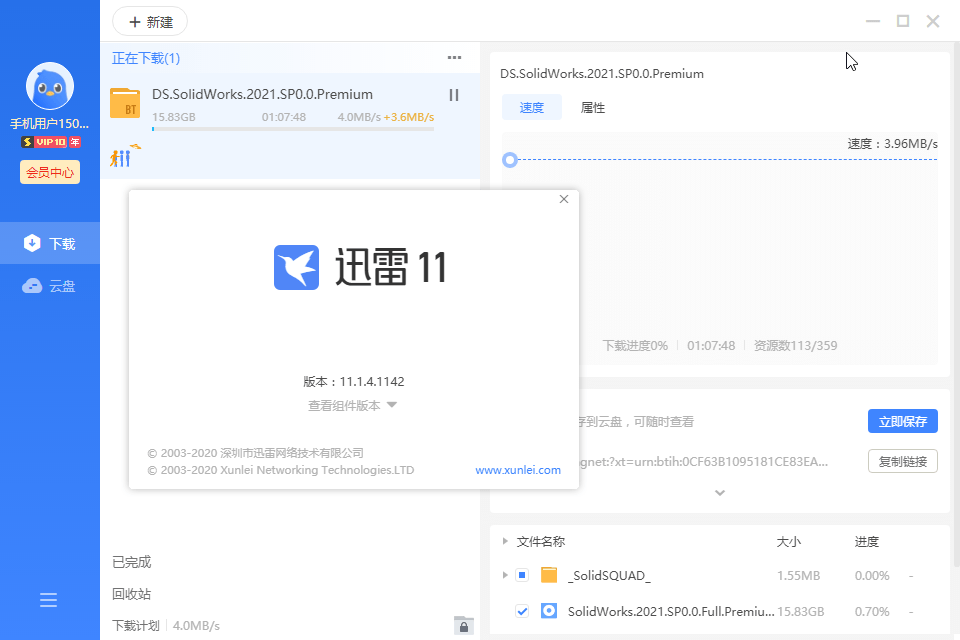 手机用户150...
VIP10 年
会员中心
下载
云盘
新建
正在下载(1)
DS.SolidWorks.2021.SP0.0.Premium
15.83GB 01:07:48 4.0MB/s +3.6MB/s
BT
DS.SolidWorks.2021.SP0.0.Premium
速度 属性
速度：3.96MB/s
下载进度0% 01:07:48 资源数113/359
迅雷 11
版本：11.1.4.1142
查看组件版本
© 2003-2020 深圳市迅雷网络技术有限公司
© 2003-2020 Xunlei Networking Technologies.LTD
www.xunlei.com
存到云盘，可随时查看
立即保存
gnet:?xt=urn:btih:0CF63B1095181CE83EA...
复制链接
文件名称 大小 进度
_SolidSQUAD_ 1.55MB 0.00% -
SolidWorks.2021.SP0.0.Full.Premiu... 15.83GB 0.70% -
已完成
回收站
下载计划 4.0MB/s